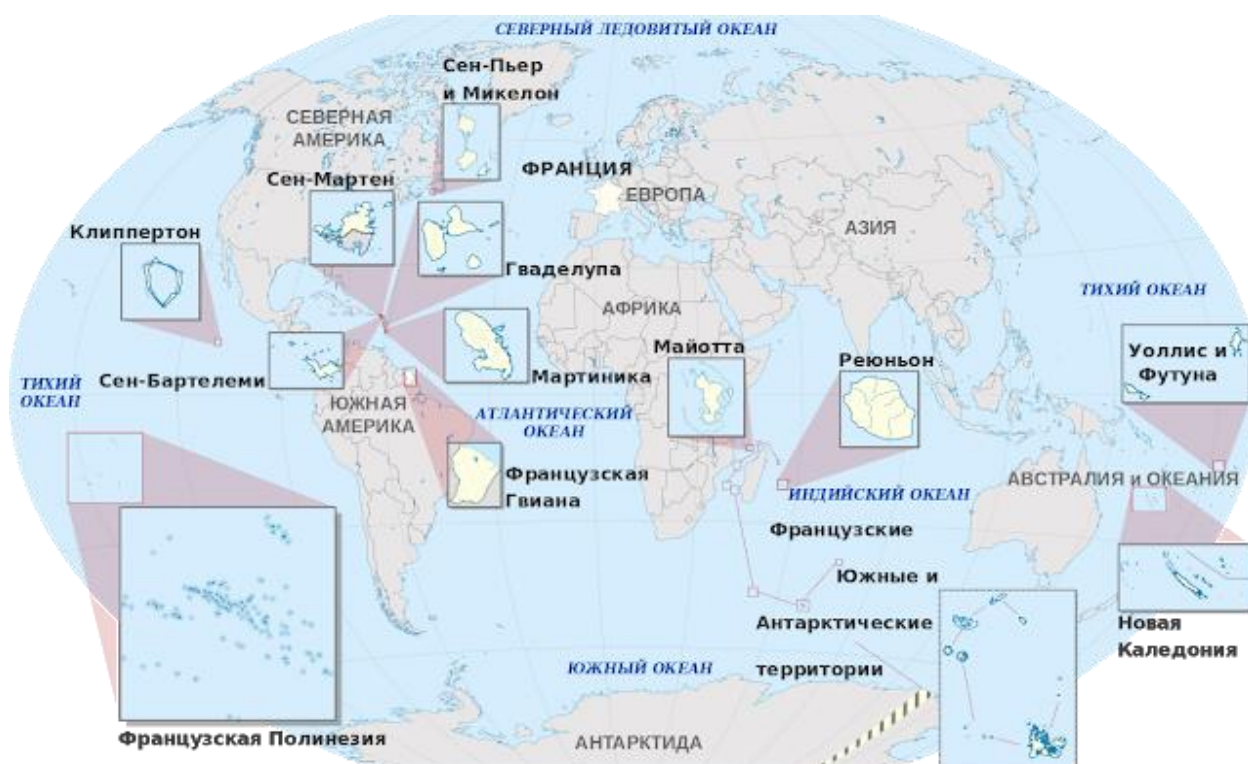 СЕВЕРНЫЙ ЛЕДОВИТЫЙ ОКЕАН
Сен-Пьер
и Микелон
СЕВЕРНАЯ
АМЕРИКА
Сен-Мартен
ФРАНЦИЯ
ЕВРОПА
АЗИЯ
Клиппертон
Гваделупа
АФРИКА
ТИХИЙ ОКЕАН
Майотта
Реюньон
Уоллис и
Футуна
Сен-Бартелеми
Мартиника
ТИХИЙ
ОКЕАН
ЮЖНАЯ
АМЕРИКА
АТЛАНТИЧЕСКИЙ
ОКЕАН
Французская
Гвиана
ИНДИЙСКИЙ ОКЕАН
АВСТРАЛИЯ и ОКЕАНИЯ
Французские
Южные и
Антарктические
территории
Новая
Каледония
ЮЖНЫЙ ОКЕАН
Французская Полинезия
АНТАРКТИДА